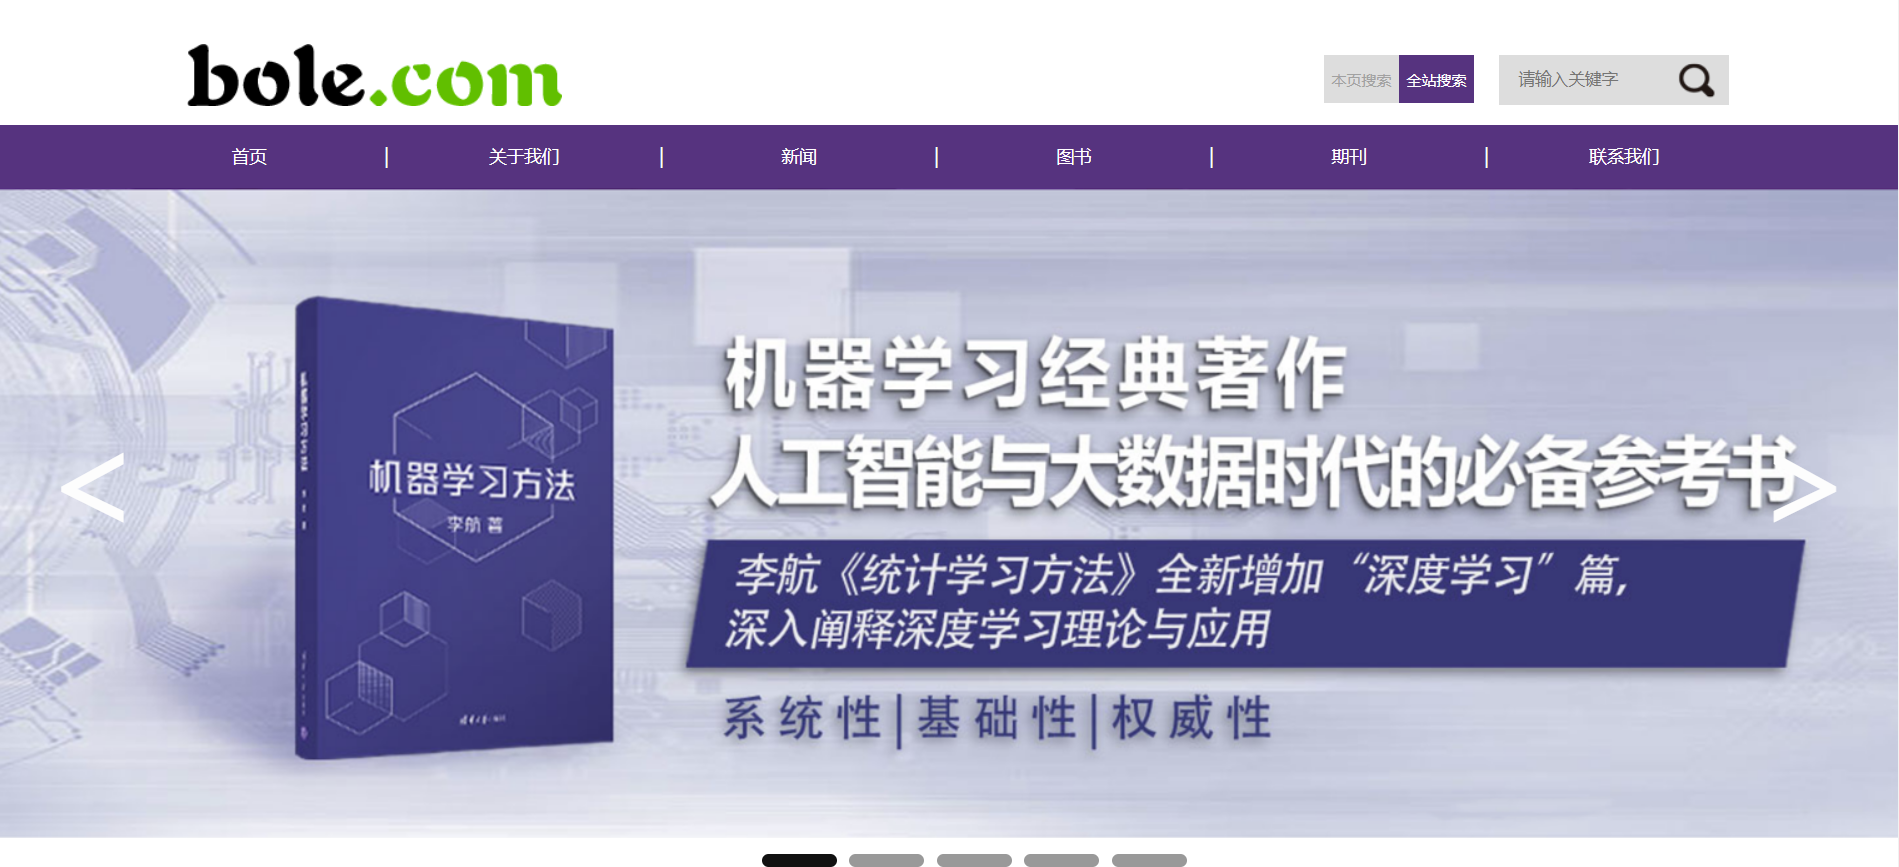 bole.com
本页搜索 全站搜索 请输入关键字
首页 | 关于我们 | 新闻 | 图书 | 期刊 | 联系我们
机器学习方法
李航 著
机器学习经典著作
人工智能与大数据时代的必备参考书
李航《统计学习方法》全新增加“深度学习”篇，
深入阐释深度学习理论与应用
系统性|基础性|权威性